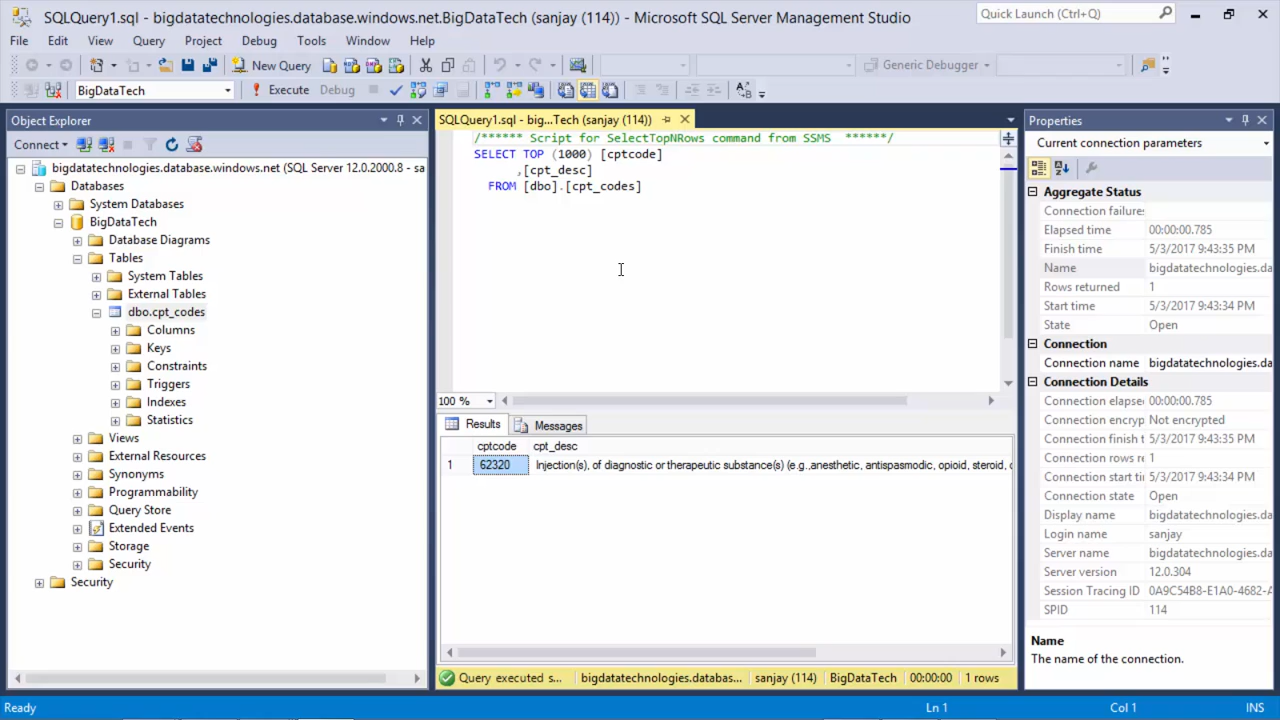 SQLQuery1.sql - bigdatatechnologies.database.windows.net.BigDataTech (sanjay (114)) - Microsoft SQL Server Management Studio
Quick Launch (Ctrl+Q)
File Edit View Query Project Debug Tools Window Help
New Query
Generic Debugger
BigDataTech
Execute Debug
Object Explorer
Connect
bigdatatechnologies.database.windows.net (SQL Server 12.0.2000.8 - sa
Databases
System Databases
BigDataTech
Database Diagrams
Tables
System Tables
External Tables
dbo.cpt_codes
Columns
Keys
Constraints
Triggers
Indexes
Statistics
Views
External Resources
Synonyms
Programmability
Query Store
Extended Events
Storage
Security
Security
SQLQuery1.sql - big...Tech (sanjay (114))
/****** Script for SelectTopNRows command from SSMS ******/
SELECT TOP (1000) [cptcode]
,[cpt_desc]
FROM [dbo].[cpt_codes]
100 %
Results Messages
cptcode cpt_desc
1 62320 Injection(s), of diagnostic or therapeutic substance(s) (e.g.,anesthetic, antispasmodic, opioid, steroid,
Query executed s... bigdatatechnologies.databas... sanjay (114) BigDataTech 00:00:00 1 rows
Properties
Current connection parameters
Aggregate Status
Connection failures
Elapsed time 00:00:00.785
Finish time 5/3/2017 9:43:35 PM
Name bigdatatechnologies.da
Rows returned 1
Start time 5/3/2017 9:43:34 PM
State Open
Connection
Connection name bigdatatechnologies.da
Connection Details
Connection elapse 00:00:00.785
Connection encryp Not encrypted
Connection finish t 5/3/2017 9:43:35 PM
Connection rows re 1
Connection start ti 5/3/2017 9:43:34 PM
Connection state Open
Display name bigdatatechnologies.da
Login name sanjay
Server name bigdatatechnologies.da
Server version 12.0.304
Session Tracing ID 0A9C54B8-E1A0-4682-A
SPID 114
Name
The name of the connection.
Ready Ln 1 Col 1 INS